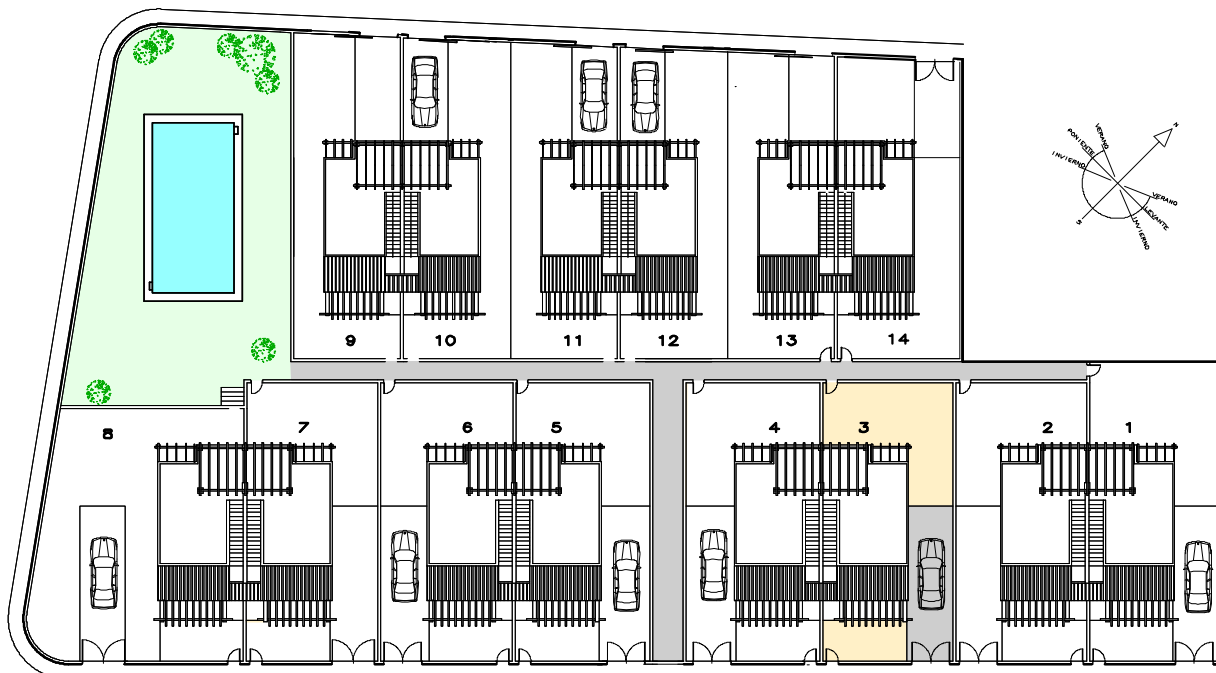 N
VERANO
PONIENTE
INVIERNO
VERANO
LEVANTE
INVIERNO
S
9 10 11 12 13 14
8 7 6 5 4 3 2 1